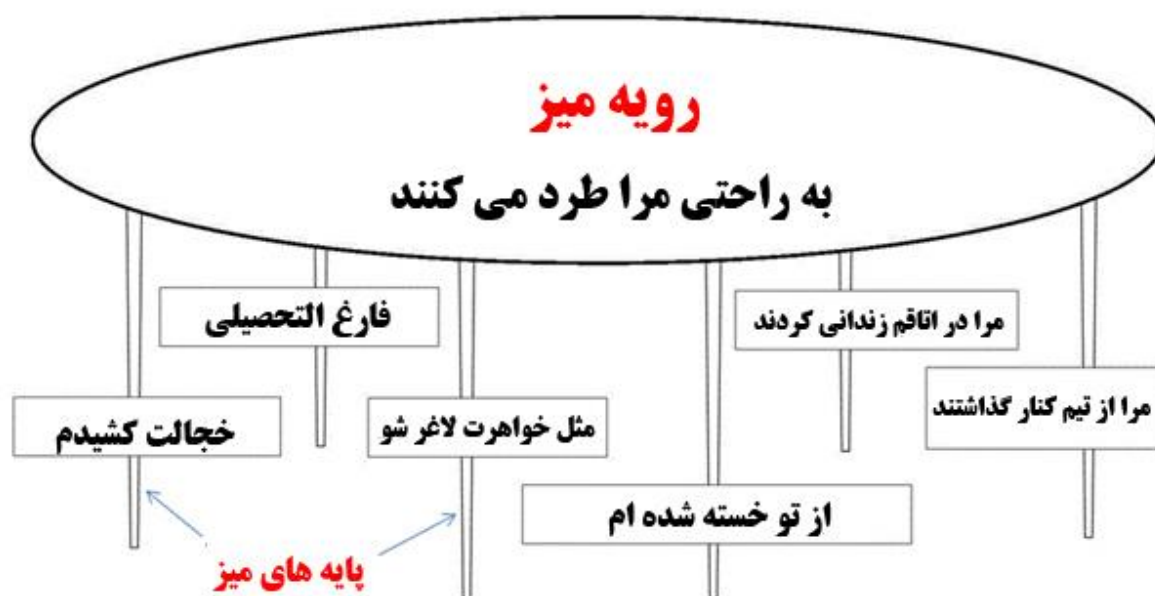 رویه میز
به راحتی مرا طرد می کنند
مرا در اتاقم زندانی کردند
فارغ التحصیلی
مرا از تیم کنار گذاشتند
مثل خواهرت لاغر شو
خجالت کشیدم
از تو خسته شده ام
پایه های میز